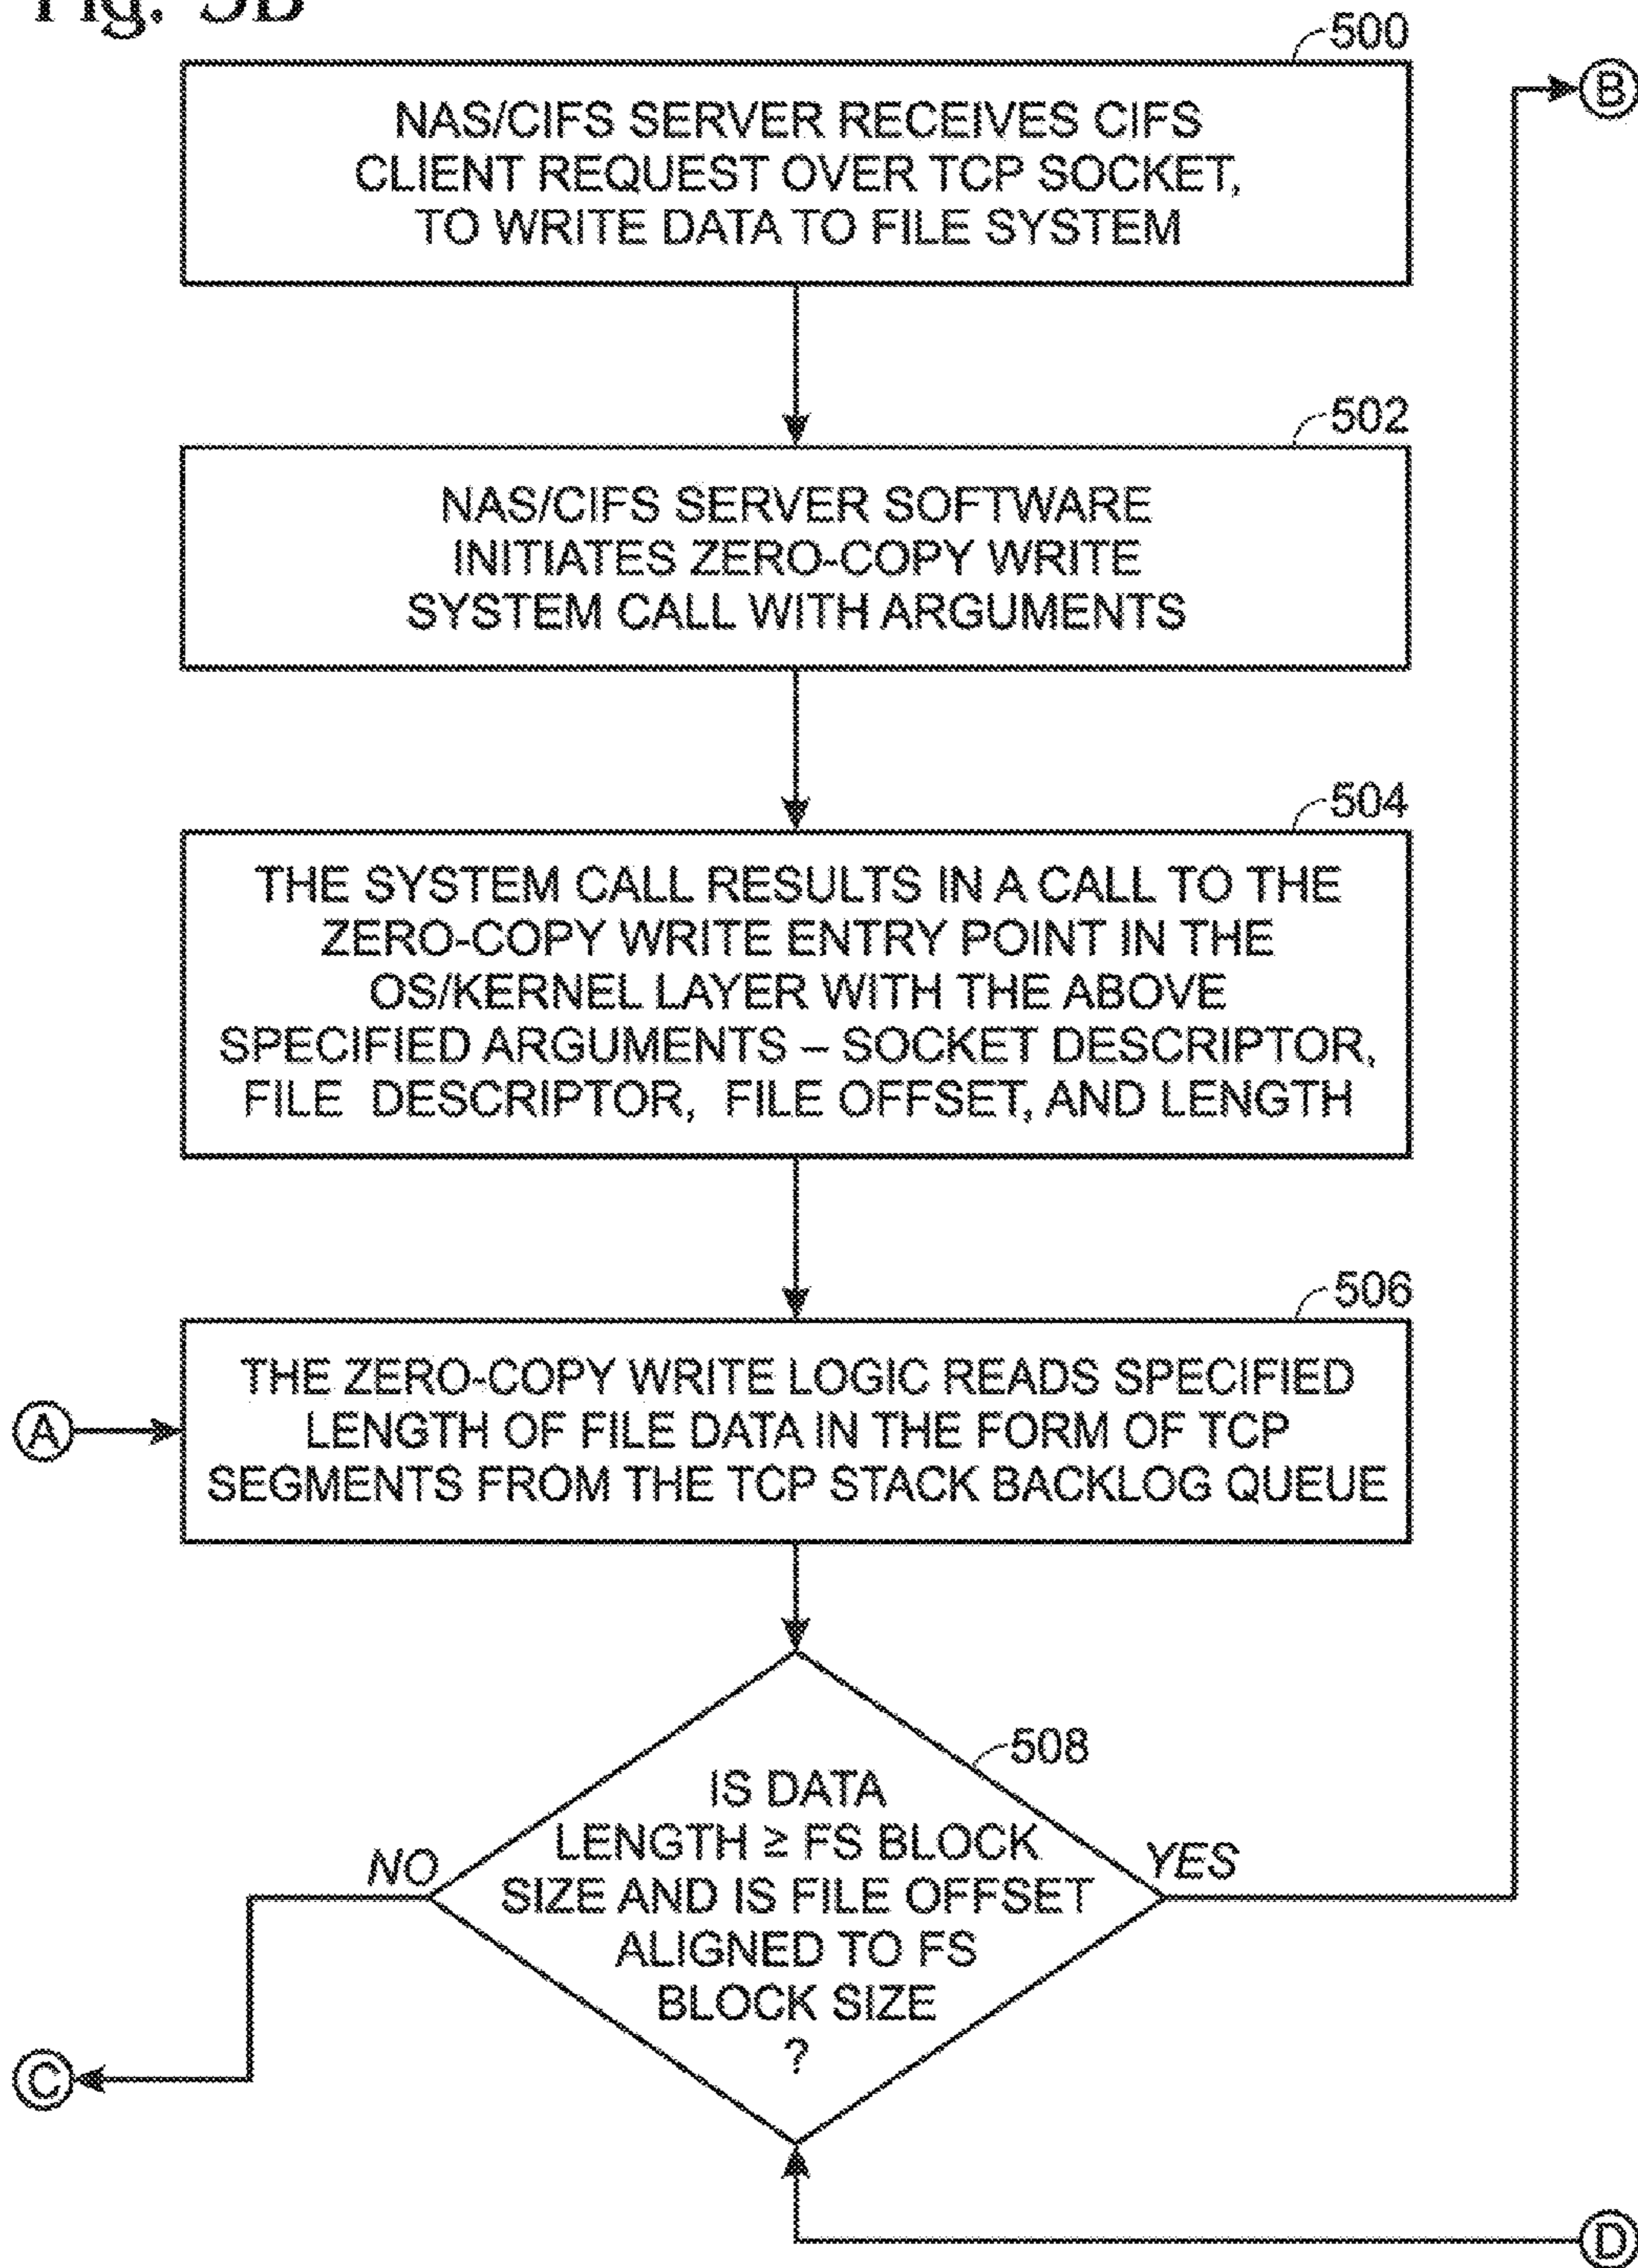 Fig. 5B
500
B
NAS/CIFS SERVER RECEIVES CIFS
CLIENT REQUEST OVER TCP SOCKET,
TO WRITE DATA TO FILE SYSTEM
502
NAS/CIFS SERVER SOFTWARE
INITIATES ZERO-COPY WRITE
SYSTEM CALL WITH ARGUMENTS
504
THE SYSTEM CALL RESULTS IN A CALL TO THE
ZERO-COPY WRITE ENTRY POINT IN THE
OS/KERNEL LAYER WITH THE ABOVE
SPECIFIED ARGUMENTS – SOCKET DESCRIPTOR,
FILE DESCRIPTOR, FILE OFFSET, AND LENGTH
506
THE ZERO-COPY WRITE LOGIC READS SPECIFIED
LENGTH OF FILE DATA IN THE FORM OF TCP
SEGMENTS FROM THE TCP STACK BACKLOG QUEUE
A
508
IS DATA
LENGTH ≥ FS BLOCK
SIZE AND IS FILE OFFSET
ALIGNED TO FS
BLOCK SIZE
?
NO
YES
C
D